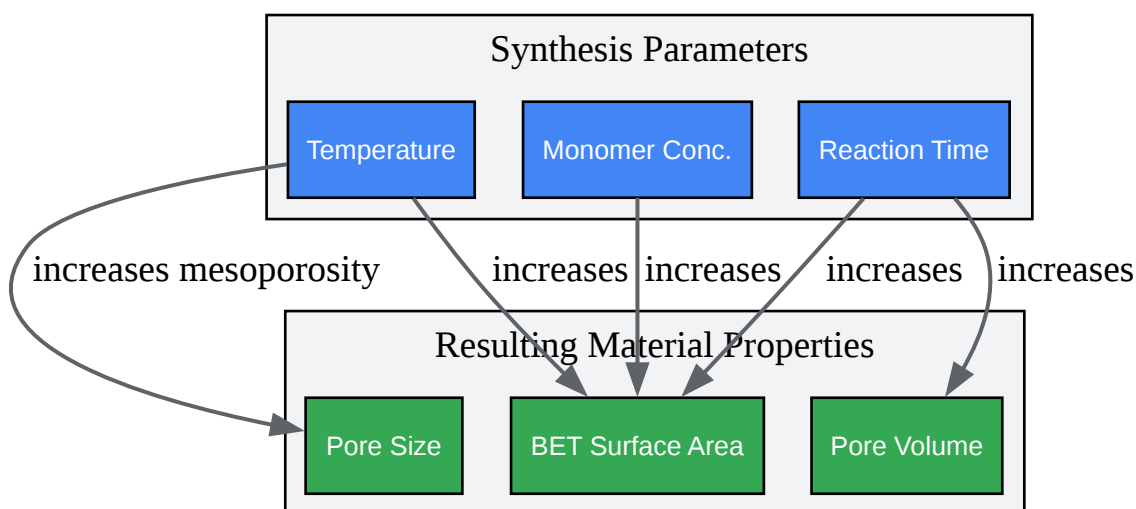 Synthesis Parameters
Temperature
Monomer Conc.
Reaction Time
increases mesoporosity
increases
increases
increases
increases
Resulting Material Properties
Pore Size
BET Surface Area
Pore Volume